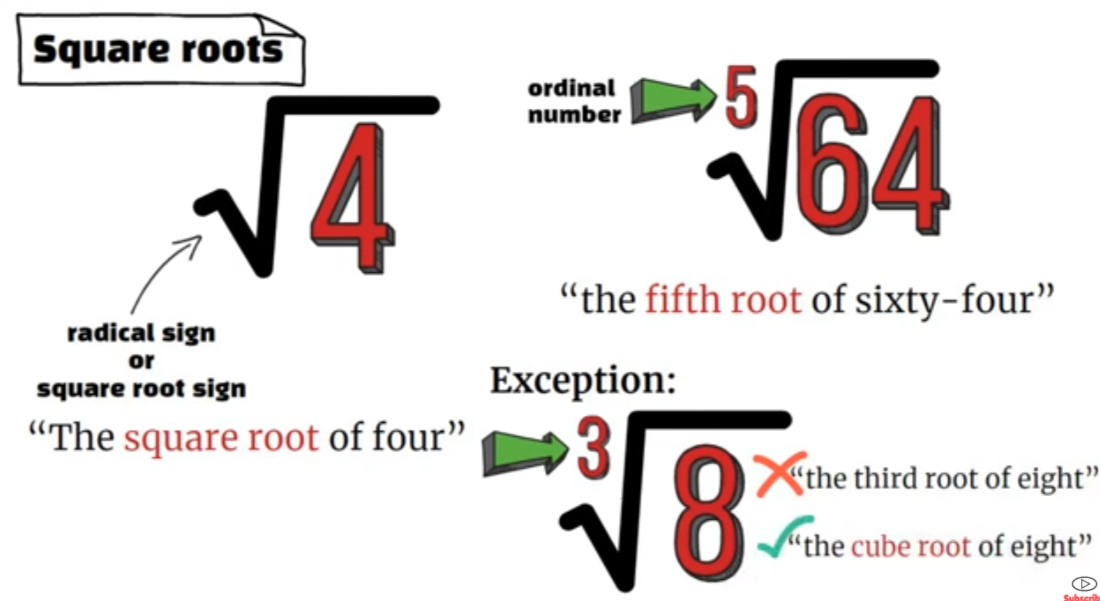 Square roots
√4
radical sign
or
square root sign
“The square root of four”
ordinal
number
5√64
“the fifth root of sixty-four”
Exception:
3√8
“the third root of eight”
“the cube root of eight”
Subscrib